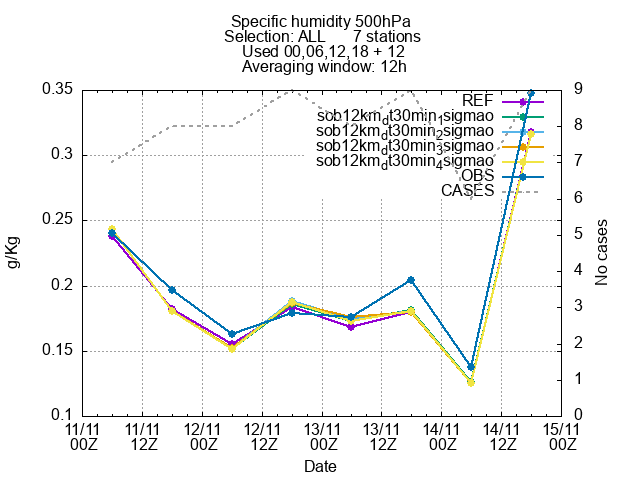 Specific humidity 500hPa
Selection: ALL 7 stations
Used 00,06,12,18 + 12
Averaging window: 12h
0.35
0.3
0.25
0.2
0.15
0.1
g/Kg
9
8
7
6
5
4
3
2
1
0
No cases
REF
sob12km_dt30min_1sigmao
sob12km_dt30min_2sigmao
sob12km_dt30min_3sigmao
sob12km_dt30min_4sigmao
OBS
CASES
11/11 11/11 12/11 12/11 13/11 13/11 14/11 14/11 15/11
00Z 12Z 00Z 12Z 00Z 12Z 00Z 12Z 00Z
Date